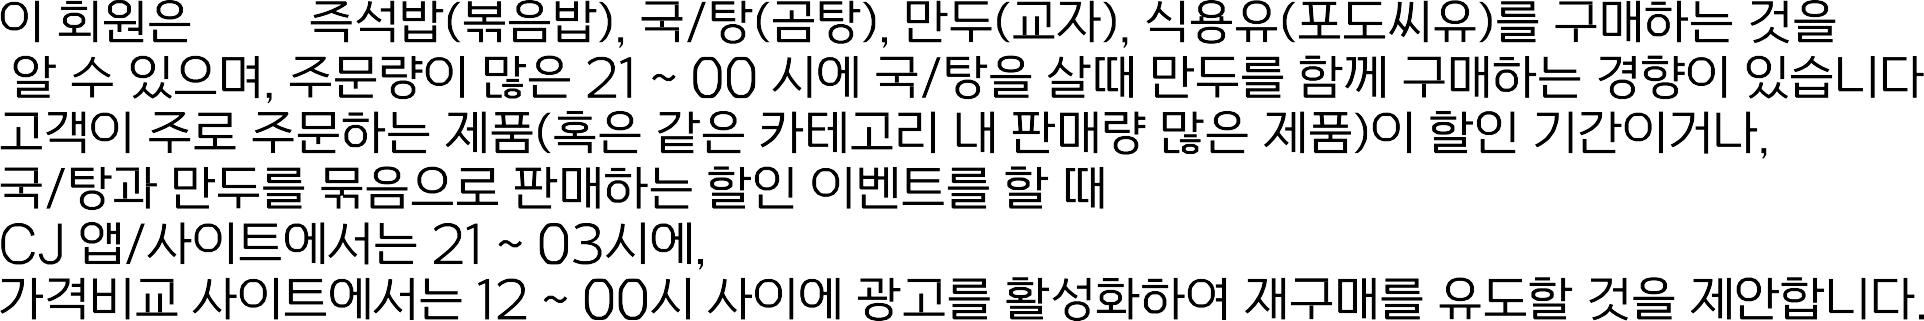 이 회원은 즉석밥(볶음밥), 국/탕(곰탕), 만두(교자), 식용유(포도씨유)를 구매하는 것을
알 수 있으며, 주문량이 많은 21 ~ 00 시에 국/탕을 살때 만두를 함께 구매하는 경향이 있습니다
고객이 주로 주문하는 제품(혹은 같은 카테고리 내 판매량 많은 제품)이 할인 기간이거나,
국/탕과 만두를 묶음으로 판매하는 할인 이벤트를 할 때
CJ 앱/사이트에서는 21 ~ 03시에,
가격비교 사이트에서는 12 ~ 00시 사이에 광고를 활성화하여 재구매를 유도할 것을 제안합니다.